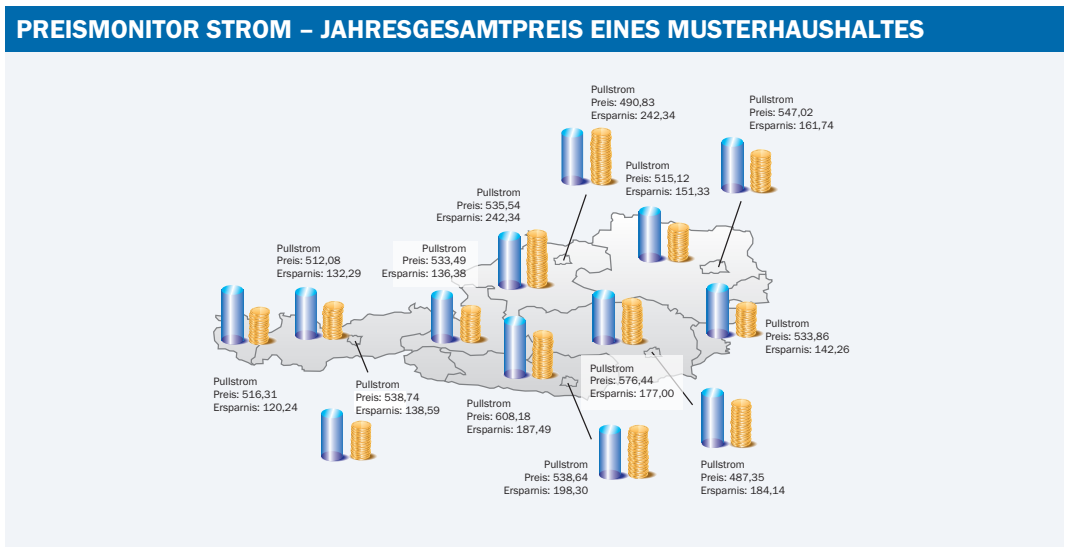 PREISMONITOR STROM – JAHRESGESAMTPREIS EINES MUSTERHAUSHALTES
Pullstrom
Preis: 490,83
Ersparnis: 242,34
Pullstrom
Preis: 547,02
Ersparnis: 161,74
Pullstrom
Preis: 515,12
Ersparnis: 151,33
Pullstrom
Preis: 535,54
Ersparnis: 242,34
Pullstrom
Preis: 512,08
Ersparnis: 132,29
Pullstrom
Preis: 533,49
Ersparnis: 136,38
Pullstrom
Preis: 533,86
Ersparnis: 142,26
Pullstrom
Preis: 516,31
Ersparnis: 120,24
Pullstrom
Preis: 538,74
Ersparnis: 138,59
Pullstrom
Preis: 608,18
Ersparnis: 187,49
Pullstrom
Preis: 576,44
Ersparnis: 177,00
Pullstrom
Preis: 538,64
Ersparnis: 198,30
Pullstrom
Preis: 487,35
Ersparnis: 184,14